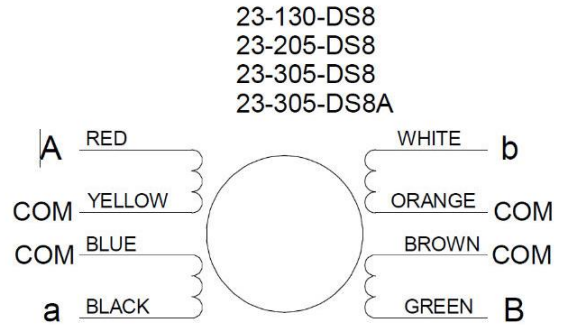 23-130-DS8
23-205-DS8
23-305-DS8
23-305-DS8A
A RED WHITE b
COM YELLOW ORANGE COM
COM BLUE BROWN COM
a BLACK GREEN B